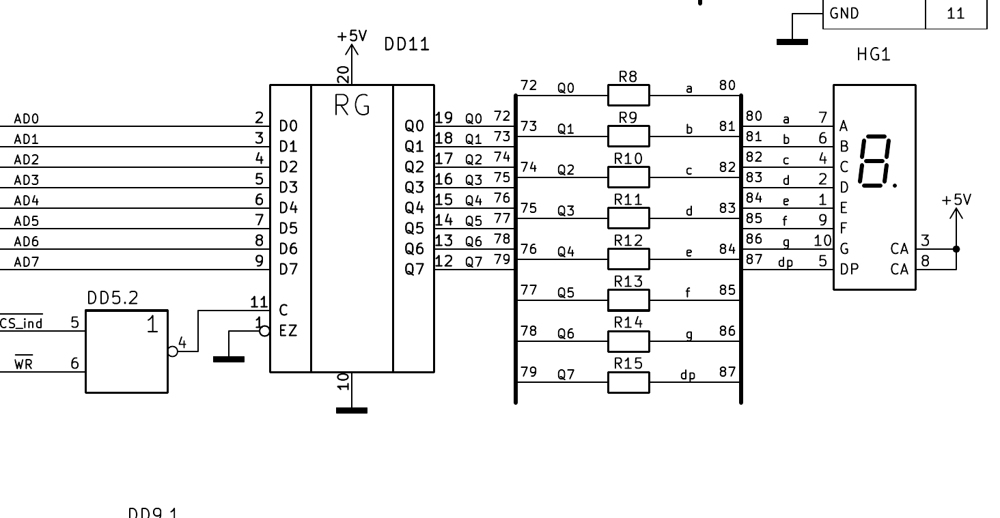 GND 11
+5V DD11 HG1
20
RG
AD0 2 D0 Q0 19 Q0 72
AD1 3 D1 Q1 18 Q1 73
AD2 4 D2 Q2 17 Q2 74
AD3 5 D3 Q3 16 Q3 75
AD4 6 D4 Q4 15 Q4 76
AD5 7 D5 Q5 14 Q5 77
AD6 8 D6 Q6 13 Q6 78
AD7 9 D7 Q7 12 Q7 79
11 C
1 EZ
10
DD5.2
CS_ind 5 1
4
WR 6
72 Q0 R8 a 80
73 Q1 R9 b 81
74 Q2 R10 c 82
75 Q3 R11 d 83
76 Q4 R12 e 84
77 Q5 R13 f 85
78 Q6 R14 g 86
79 Q7 R15 dp 87
80 a 7 A
81 b 6 B
82 c 4 C
83 d 2 D
84 e 1 E
85 f 9 F
86 g 10 G CA 3
87 dp 5 DP CA 8
8.
+5V
DD9.1